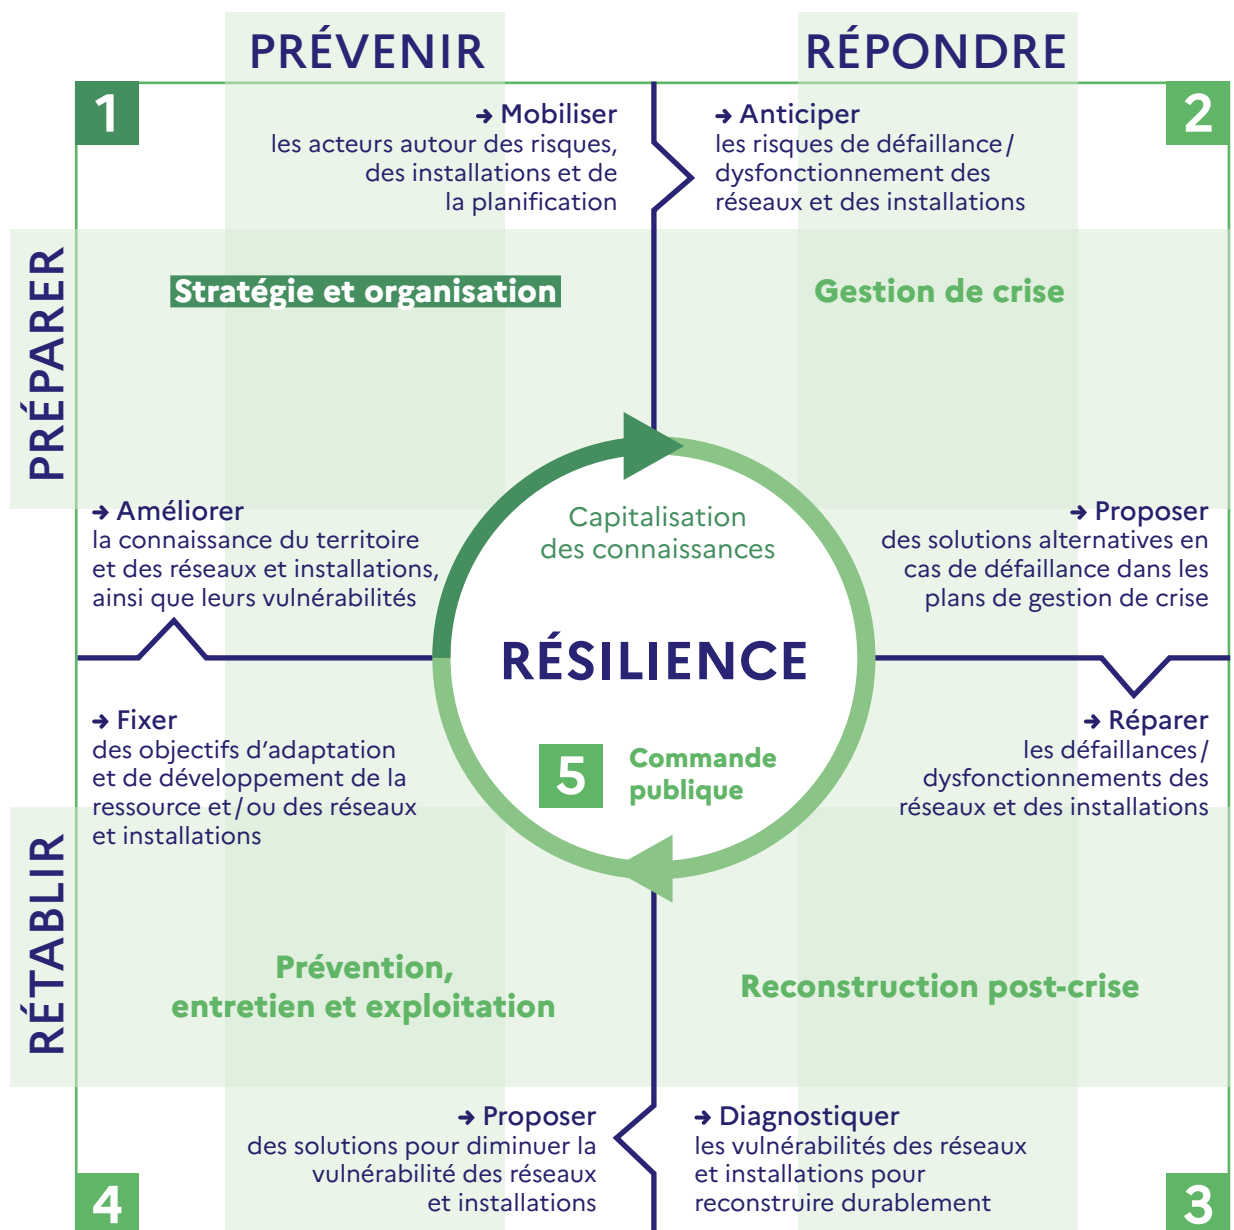 PRÉVENIR
RÉPONDRE
1
→ Mobiliser
les acteurs autour des risques,
des installations et de
la planification
→ Anticiper
les risques de défaillance/
dysfonctionnement des
réseaux et des installations
2
PRÉPARER
Stratégie et organisation
Gestion de crise
→ Améliorer
la connaissance du territoire
et des réseaux et installations,
ainsi que leurs vulnérabilités
Capitalisation
des connaissances
→ Proposer
des solutions alternatives en
cas de défaillance dans les
plans de gestion de crise
RÉSILIENCE
5
Commande
publique
→ Fixer
des objectifs d’adaptation
et de développement de la
ressource et/ou des réseaux
et installations
→ Réparer
les défaillances/
dysfonctionnements des
réseaux et des installations
RÉTABLIR
Prévention,
entretien et exploitation
Reconstruction post-crise
4
→ Proposer
des solutions pour diminuer la
vulnérabilité des réseaux
et installations
→ Diagnostiquer
les vulnérabilités des réseaux
et installations pour
reconstruire durablement
3